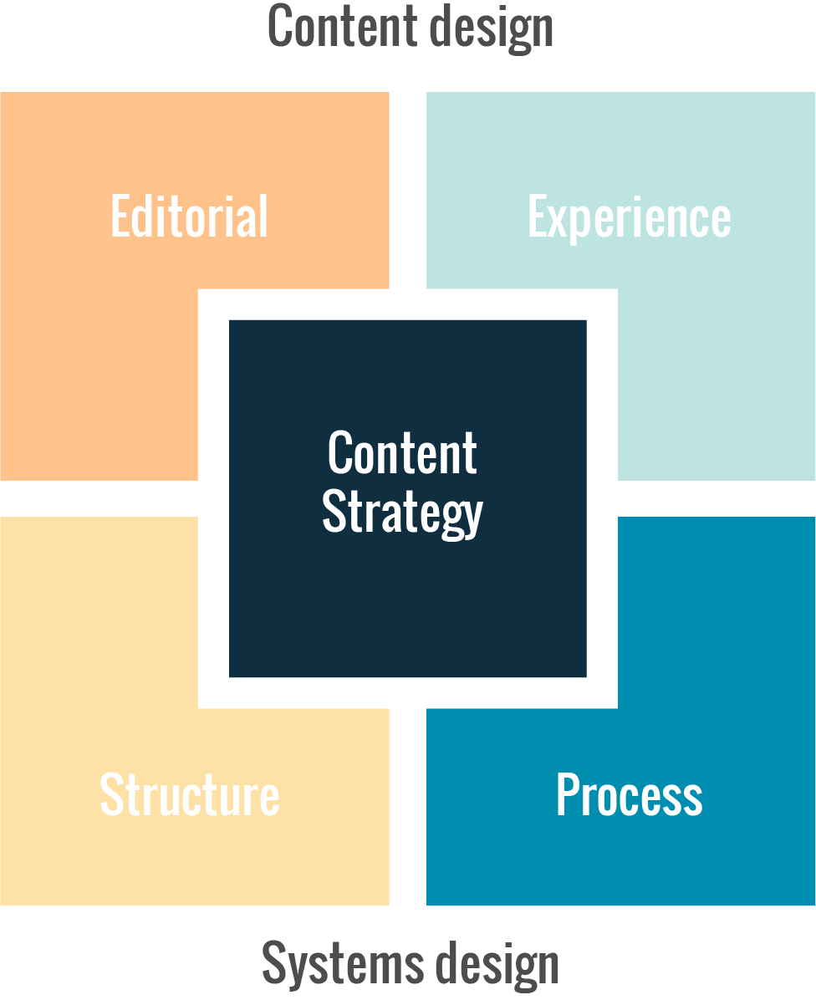 Content design
Editorial
Experience
Content
Strategy
Structure
Process
Systems design